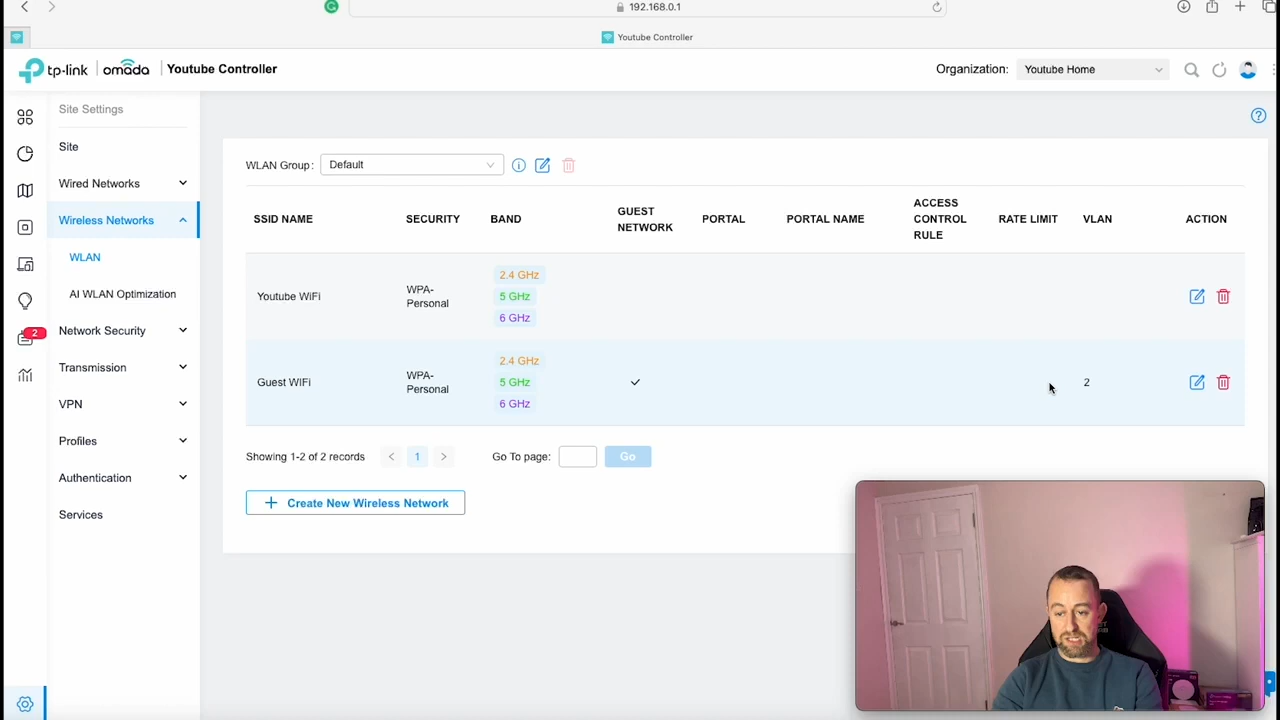 192.168.0.1
Youtube Controller
tp-link
omada
Youtube Controller
Organization:
Youtube Home
Site Settings
Site
Wired Networks
Wireless Networks
WLAN
AI WLAN Optimization
2
Network Security
Transmission
VPN
Profiles
Authentication
Services
WLAN Group:
Default
SSID NAME
SECURITY
BAND
GUEST
NETWORK
PORTAL
PORTAL NAME
ACCESS
CONTROL
RULE
RATE LIMIT
VLAN
ACTION
Youtube WiFi
WPA-
Personal
2.4 GHz
5 GHz
6 GHz
Guest WIFi
WPA-
Personal
2.4 GHz
5 GHz
6 GHz
2
Showing 1-2 of 2 records
1
Go To page:
Go
Create New Wireless Network